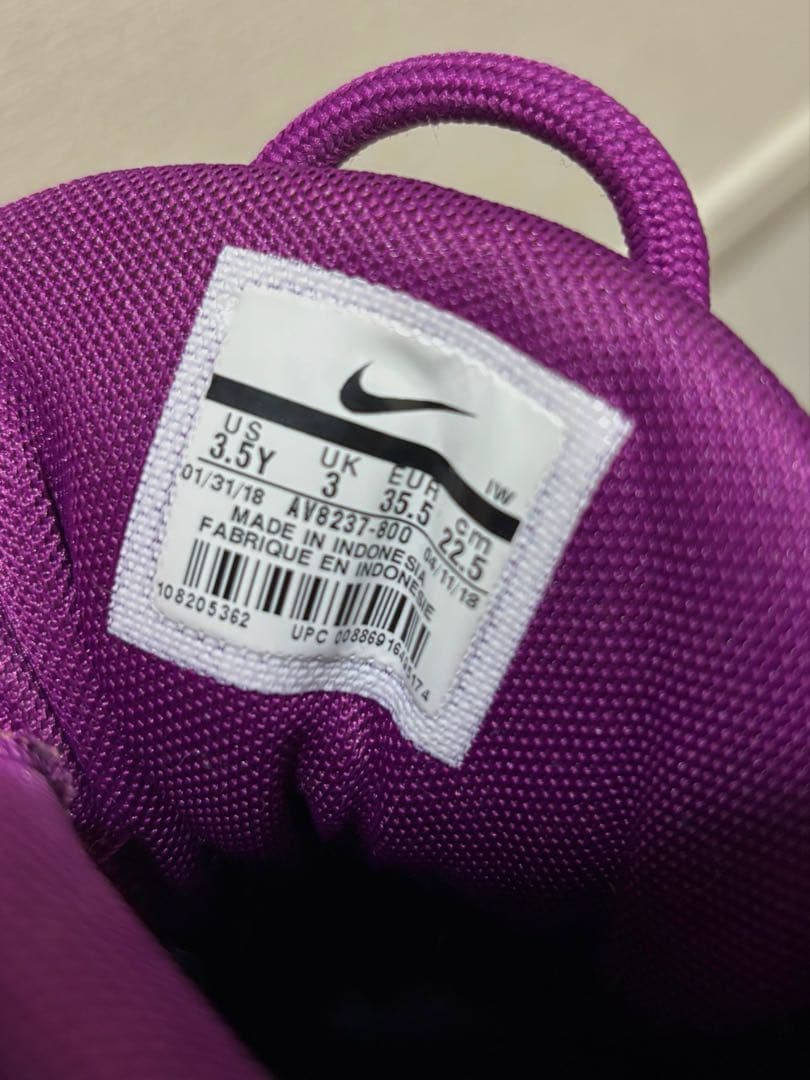 US UK EUR cm IW
3.5Y 3 35.5 22.5
01/31/18 AV8237-800 04/11/18
MADE IN INDONESIA
FABRIQUE EN INDONESIE
108205362
UPC